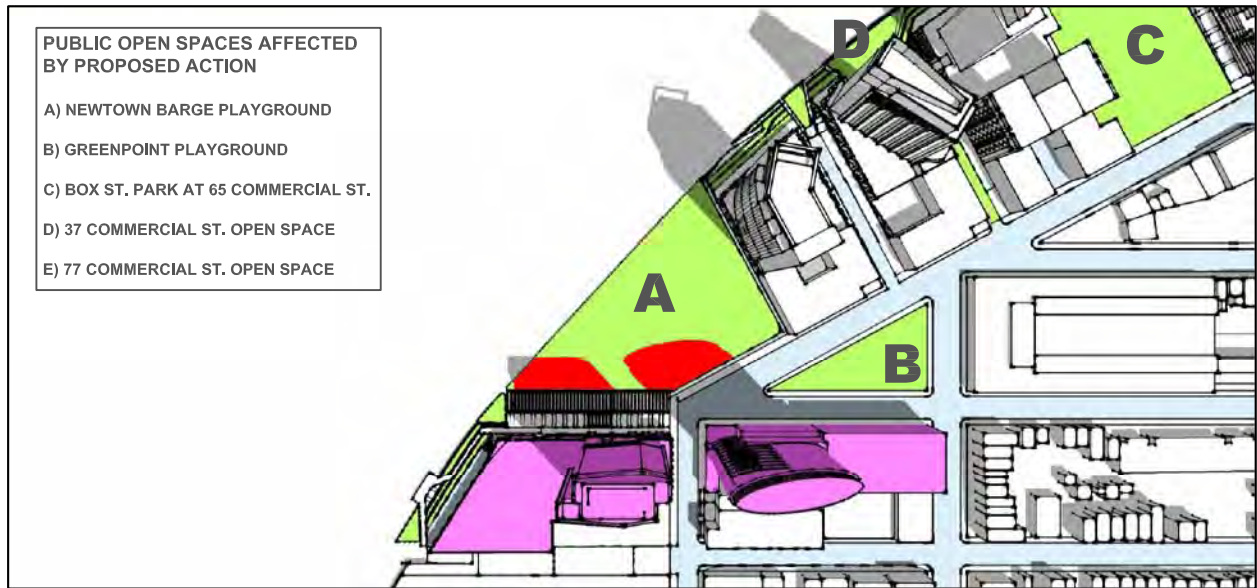 PUBLIC OPEN SPACES AFFECTED
BY PROPOSED ACTION
A) NEWTOWN BARGE PLAYGROUND
B) GREENPOINT PLAYGROUND
C) BOX ST. PARK AT 65 COMMERCIAL ST.
D) 37 COMMERCIAL ST. OPEN SPACE
E) 77 COMMERCIAL ST. OPEN SPACE
D
C
A
B